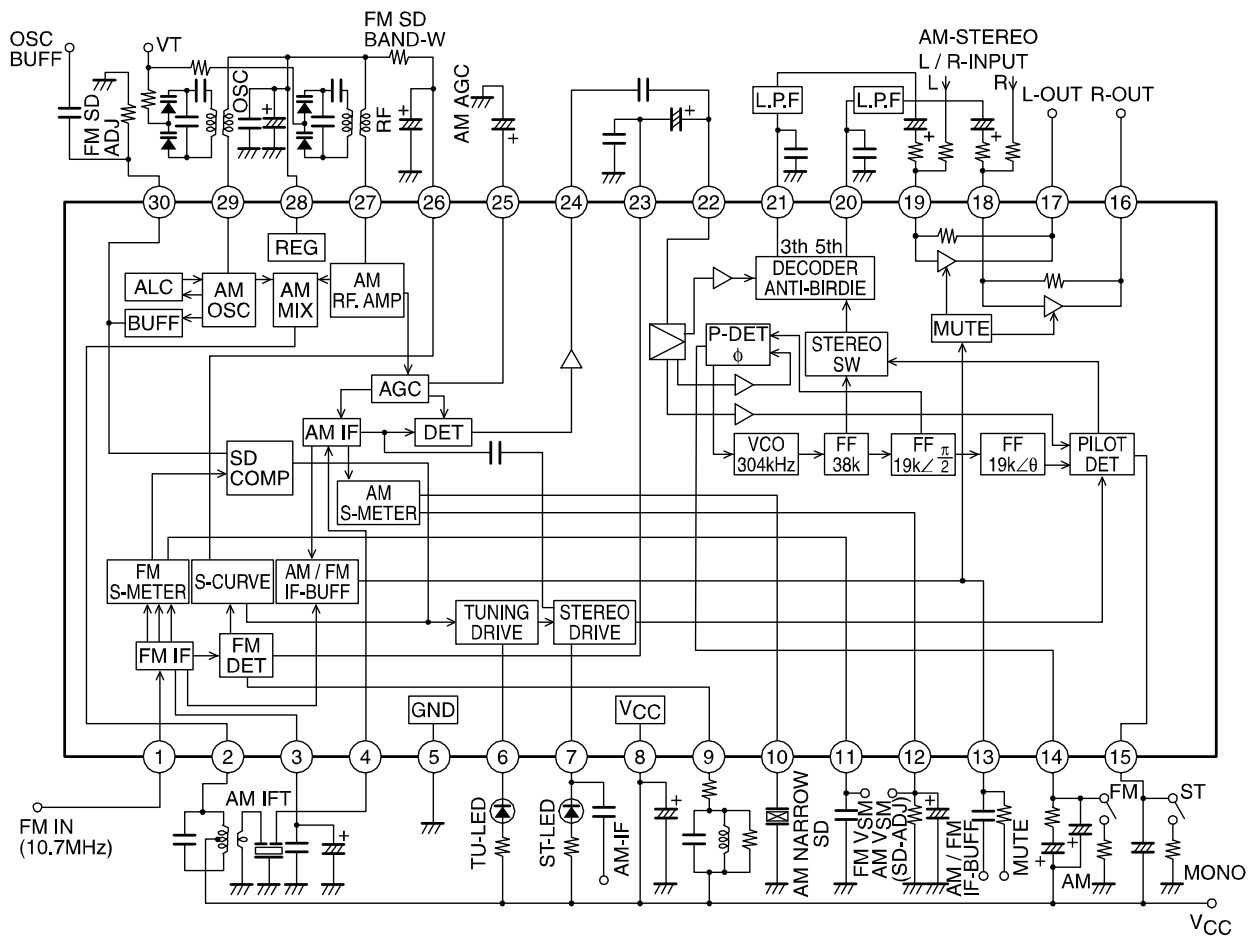 OSC
BUFF
VT
FM SD
ADJ
OSC
FM SD
BAND-W
RF
AM AGC
L.P.F
L.P.F
AM-STEREO
L / R-INPUT
L
R
L-OUT
R-OUT
30
29
28
27
26
25
24
23
22
21
20
19
18
17
16
REG
ALC
AM
OSC
AM
MIX
AM
RF. AMP
BUFF
3th 5th
DECODER
ANTI-BIRDIE
P-DET
ϕ
STEREO
SW
MUTE
AGC
AM IF
DET
SD
COMP
AM
S-METER
VCO
304kHz
FF
38k
FF
19k∠π/2
FF
19k∠θ
PILOT
DET
FM
S-METER
S-CURVE
AM / FM
IF-BUFF
TUNING
DRIVE
STEREO
DRIVE
FM IF
FM
DET
GND
VCC
1
2
3
4
5
6
7
8
9
10
11
12
13
14
15
FM IN
(10.7MHz)
AM IFT
TU-LED
ST-LED
AM-IF
AM NARROW
SD
FM VSM
AM VSM
(SD-ADJ)
AM / FM
IF-BUFF
MUTE
FM
AM
ST
MONO
VCC